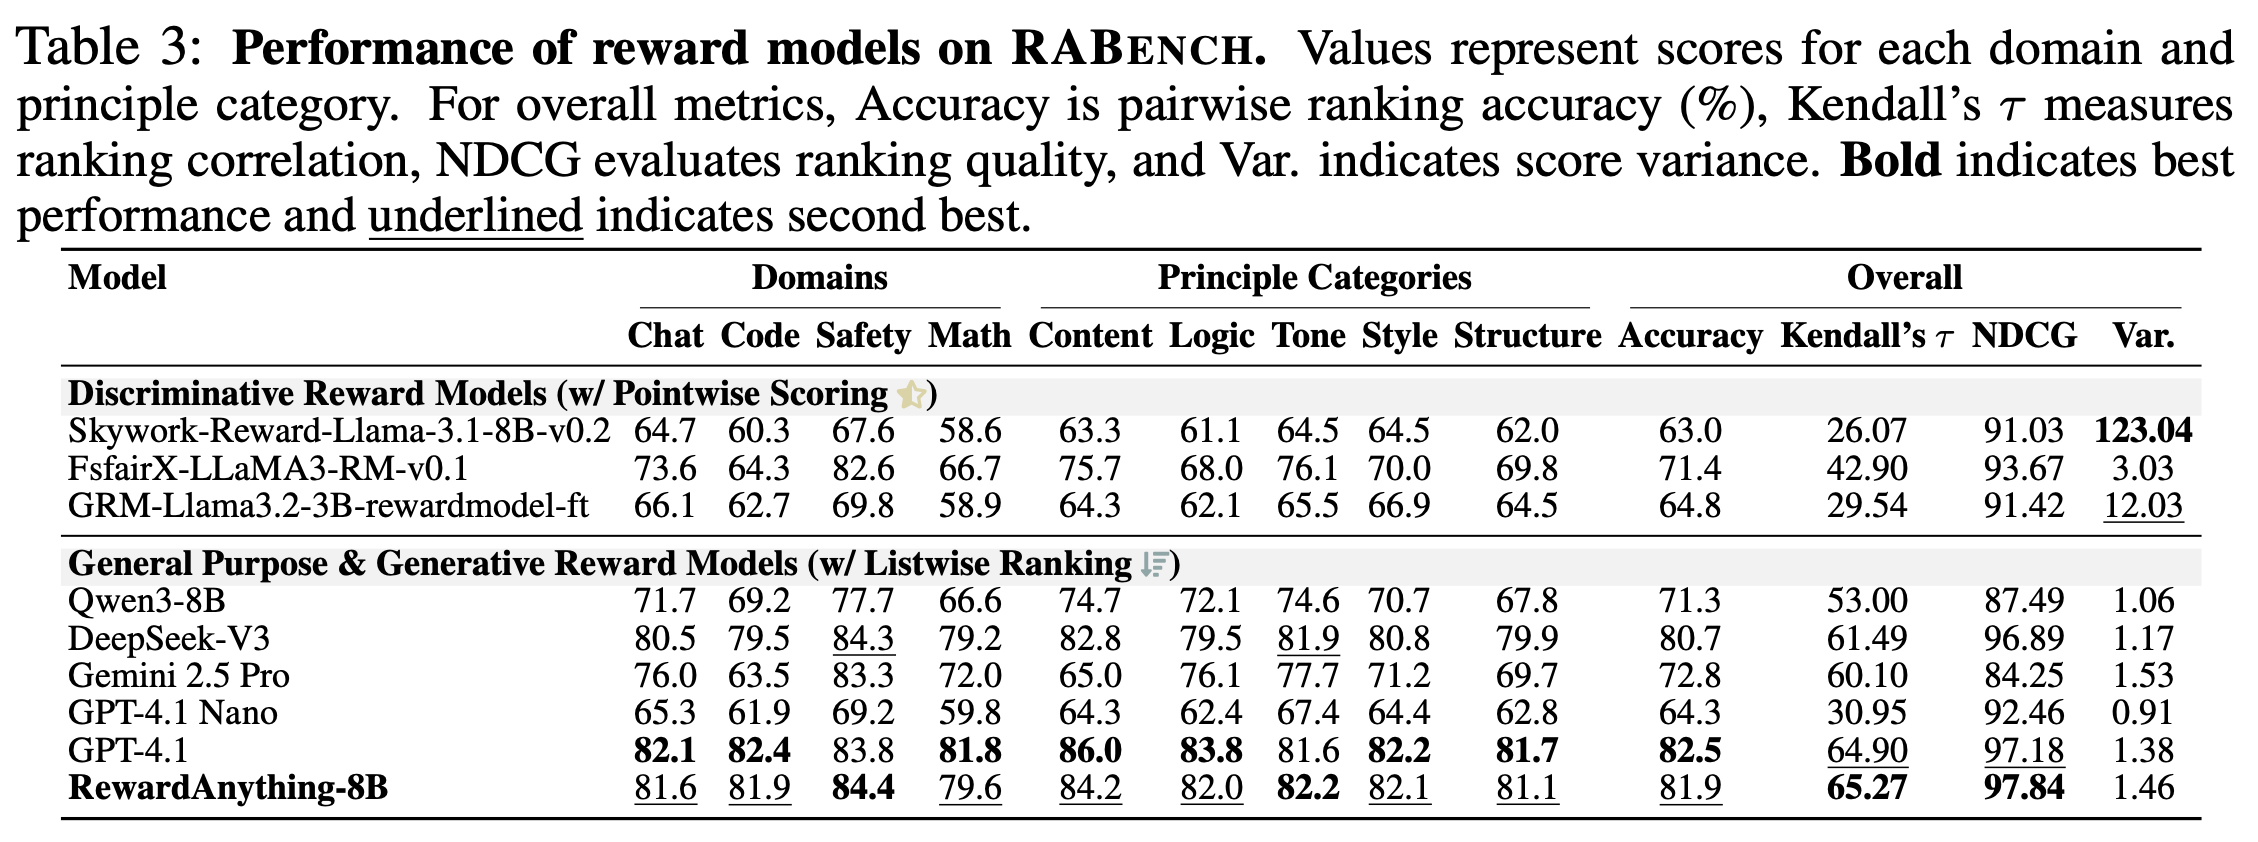 Table 3: Performance of reward models on RABENCH. Values represent scores for each domain and
principle category. For overall metrics, Accuracy is pairwise ranking accuracy (%), Kendall's τ measures
ranking correlation, NDCG evaluates ranking quality, and Var. indicates score variance. Bold indicates best
performance and underlined indicates second best.
Model Domains Principle Categories Overall
Chat Code Safety Math Content Logic Tone Style Structure Accuracy Kendall's τ NDCG Var.
Discriminative Reward Models (w/ Pointwise Scoring )
Skywork-Reward-Llama-3.1-8B-v0.2 64.7 60.3 67.6 58.6 63.3 61.1 64.5 64.5 62.0 63.0 26.07 91.03 123.04
FsfairX-LLaMA3-RM-v0.1 73.6 64.3 82.6 66.7 75.7 68.0 76.1 70.0 69.8 71.4 42.90 93.67 3.03
GRM-Llama3.2-3B-rewardmodel-ft 66.1 62.7 69.8 58.9 64.3 62.1 65.5 66.9 64.5 64.8 29.54 91.42 12.03
General Purpose & Generative Reward Models (w/ Listwise Ranking )
Qwen3-8B 71.7 69.2 77.7 66.6 74.7 72.1 74.6 70.7 67.8 71.3 53.00 87.49 1.06
DeepSeek-V3 80.5 79.5 84.3 79.2 82.8 79.5 81.9 80.8 79.9 80.7 61.49 96.89 1.17
Gemini 2.5 Pro 76.0 63.5 83.3 72.0 65.0 76.1 77.7 71.2 69.7 72.8 60.10 84.25 1.53
GPT-4.1 Nano 65.3 61.9 69.2 59.8 64.3 62.4 67.4 64.4 62.8 64.3 30.95 92.46 0.91
GPT-4.1 82.1 82.4 83.8 81.8 86.0 83.8 81.6 82.2 81.7 82.5 64.90 97.18 1.38
RewardAnything-8B 81.6 81.9 84.4 79.6 84.2 82.0 82.2 82.1 81.1 81.9 65.27 97.84 1.46